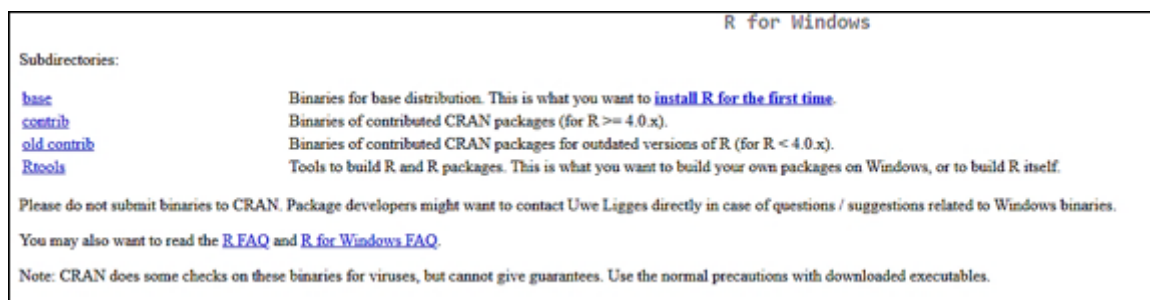 R for Windows
Subdirectories:
base Binaries for base distribution. This is what you want to install R for the first time.
contrib Binaries of contributed CRAN packages (for R >= 4.0.x).
old contrib Binaries of contributed CRAN packages for outdated versions of R (for R < 4.0.x).
Rtools Tools to build R and R packages. This is what you want to build your own packages on Windows, or to build R itself.
Please do not submit binaries to CRAN. Package developers might want to contact Uwe Ligges directly in case of questions / suggestions related to Windows binaries.
You may also want to read the R FAQ and R for Windows FAQ.
Note: CRAN does some checks on these binaries for viruses, but cannot give guarantees. Use the normal precautions with downloaded executables.